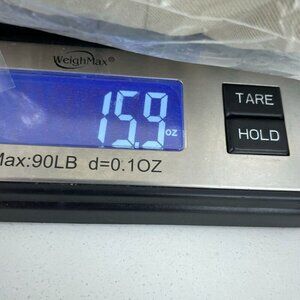 WeighMax®
15.9 oz
TARE
HOLD
Max:90LB d=0.1OZ